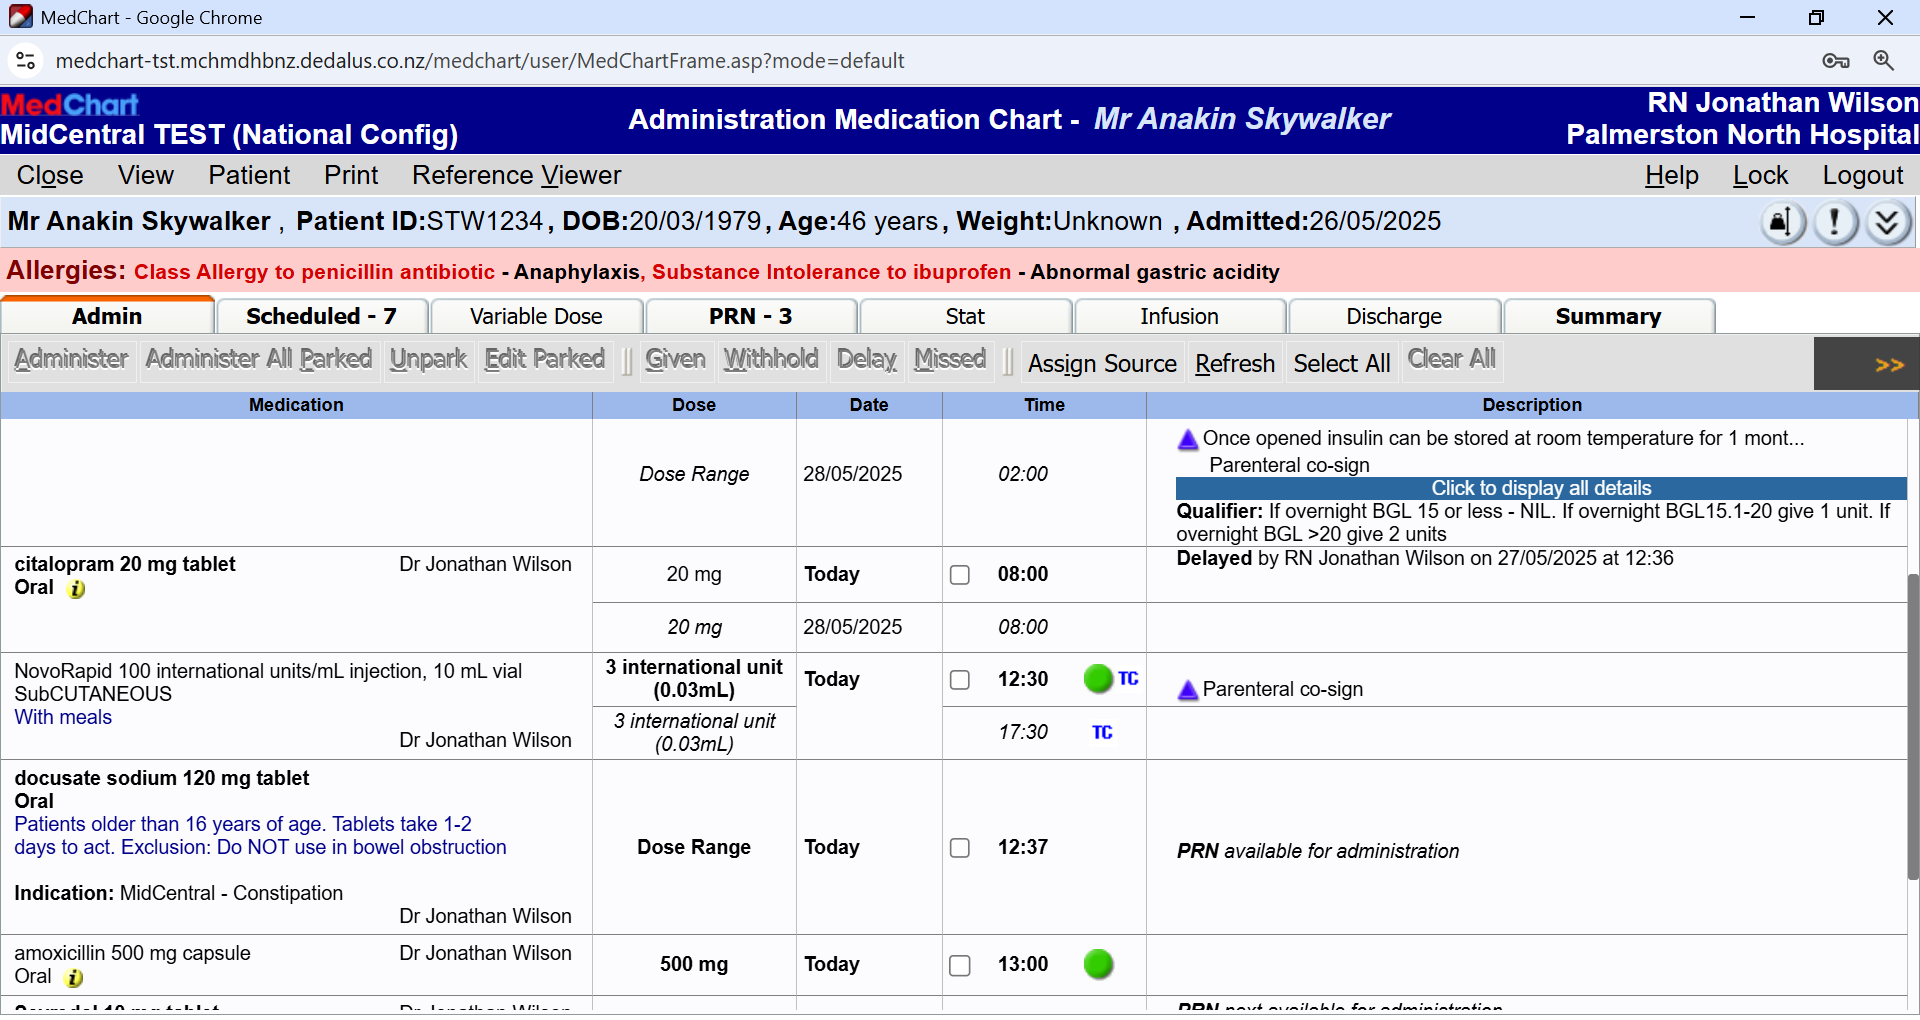 MedChart - Google Chrome
medchart-tst.mchmdhbnz.dedalus.co.nz/medchart/user/MedChartFrame.asp?mode=default
MedChart
MidCentral TEST (National Config)
Administration Medication Chart - Mr Anakin Skywalker
RN Jonathan Wilson
Palmerston North Hospital
Close View Patient Print Reference Viewer Help Lock Logout
Mr Anakin Skywalker , Patient ID:STW1234, DOB:20/03/1979, Age:46 years, Weight:Unknown , Admitted:26/05/2025
Allergies: Class Allergy to penicillin antibiotic - Anaphylaxis, Substance Intolerance to ibuprofen - Abnormal gastric acidity
Admin Scheduled - 7 Variable Dose PRN - 3 Stat Infusion Discharge Summary
Administer Administer All Parked Unpark Edit Parked Given Withhold Delay Missed Assign Source Refresh Select All Clear All >>
Medication Dose Date Time Description
Dose Range 28/05/2025 02:00
Once opened insulin can be stored at room temperature for 1 mont...
Parenteral co-sign
Click to display all details
Qualifier: If overnight BGL 15 or less - NIL. If overnight BGL15.1-20 give 1 unit. If
overnight BGL >20 give 2 units
citalopram 20 mg tablet Dr Jonathan Wilson
Oral
20 mg Today 08:00
Delayed by RN Jonathan Wilson on 27/05/2025 at 12:36
20 mg 28/05/2025 08:00
NovoRapid 100 international units/mL injection, 10 mL vial
SubCUTANEOUS
With meals
Dr Jonathan Wilson
3 international unit
(0.03mL)
Today 12:30 TC
Parenteral co-sign
3 international unit
(0.03mL)
17:30 TC
docusate sodium 120 mg tablet
Oral
Patients older than 16 years of age. Tablets take 1-2
days to act. Exclusion: Do NOT use in bowel obstruction
Indication: MidCentral - Constipation
Dr Jonathan Wilson
Dose Range Today 12:37
PRN available for administration
amoxicillin 500 mg capsule Dr Jonathan Wilson
Oral
500 mg Today 13:00
10 mg tablet Dr Jonathan Wilson
PRN next available for administration